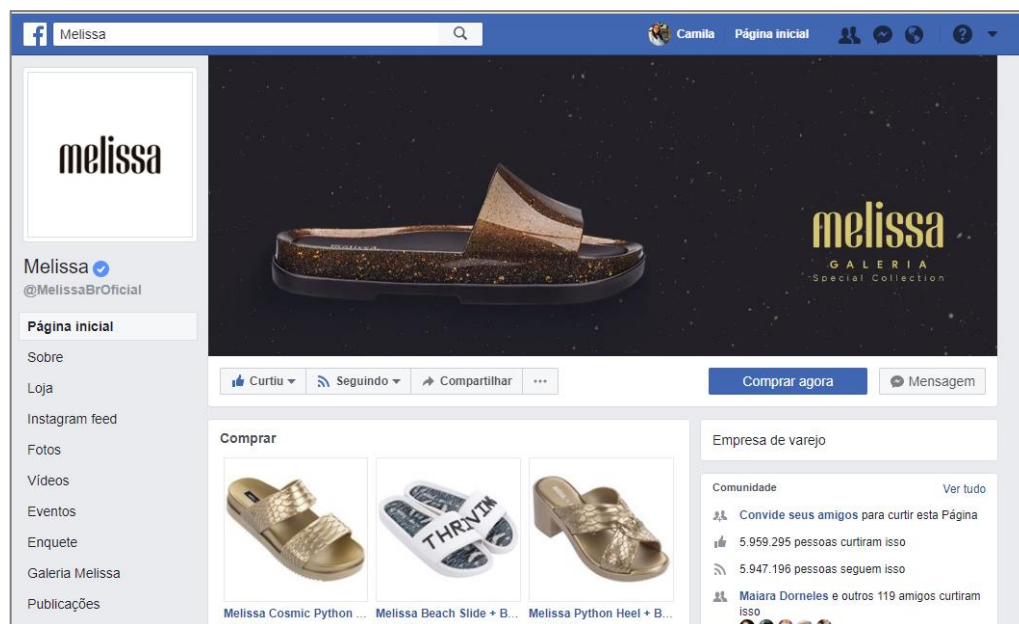 Melissa
Camila Página inicial
melissa
melissa
melissa
GALERIA
Special Collection
Melissa
@MelissaBrOficial
Página inicial
Sobre
Loja
Instagram feed
Fotos
Vídeos
Eventos
Enquete
Galeria Melissa
Publicações
Curtiu Seguindo Compartilhar ...
Comprar agora Mensagem
Comprar
THRIVIN
Melissa Cosmic Python ... Melissa Beach Slide + B... Melissa Python Heel + B...
Empresa de varejo
Comunidade Ver tudo
Convide seus amigos para curtir esta Página
5.959.295 pessoas curtiram isso
5.947.196 pessoas seguem isso
Maiara Dorneles e outros 119 amigos curtiram
isso